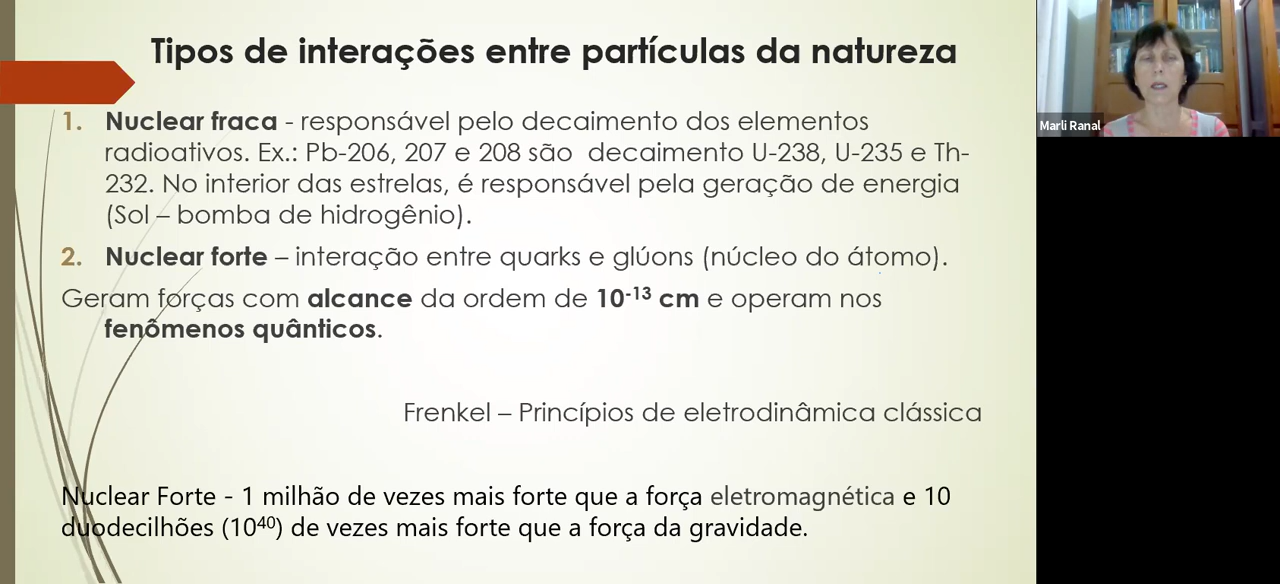 Tipos de interações entre partículas da natureza
1. Nuclear fraca - responsável pelo decaimento dos elementos
radioativos. Ex.: Pb-206, 207 e 208 são decaimento U-238, U-235 e Th-
232. No interior das estrelas, é responsável pela geração de energia
(Sol – bomba de hidrogênio).
2. Nuclear forte – interação entre quarks e glúons (núcleo do átomo).
Geram forças com alcance da ordem de 10⁻¹³ cm e operam nos
fenômenos quânticos.
Frenkel – Princípios de eletrodinâmica clássica
Nuclear Forte - 1 milhão de vezes mais forte que a força eletromagnética e 10
duodecilhões (10⁴⁰) de vezes mais forte que a força da gravidade.
Marli Ranal